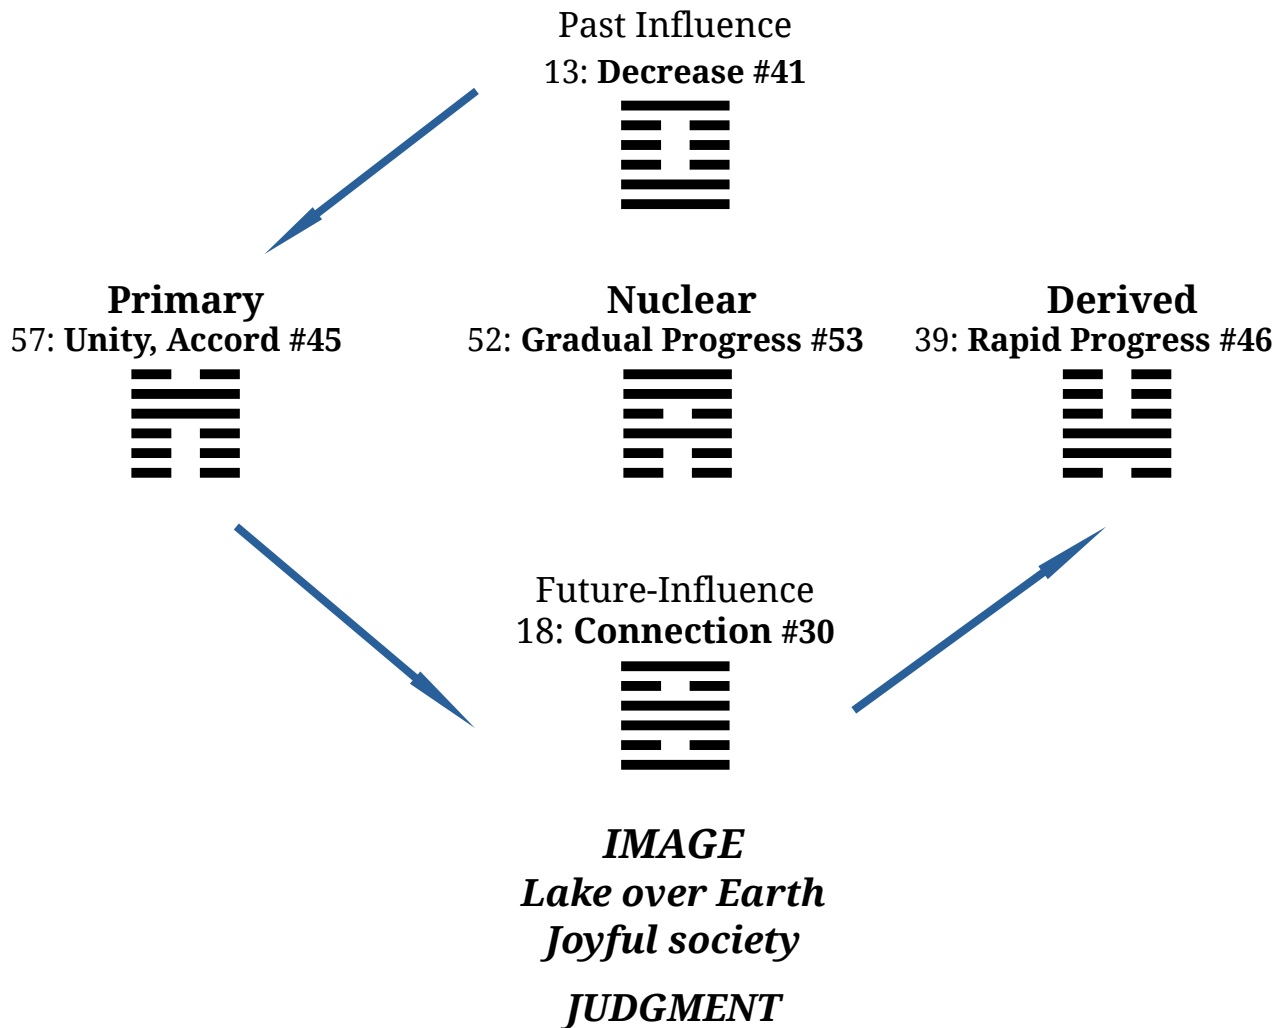 Past Influence
13: Decrease #41
Primary
57: Unity, Accord #45
Nuclear
52: Gradual Progress #53
Derived
39: Rapid Progress #46
Future-Influence
18: Connection #30
IMAGE
Lake over Earth
Joyful society
JUDGMENT